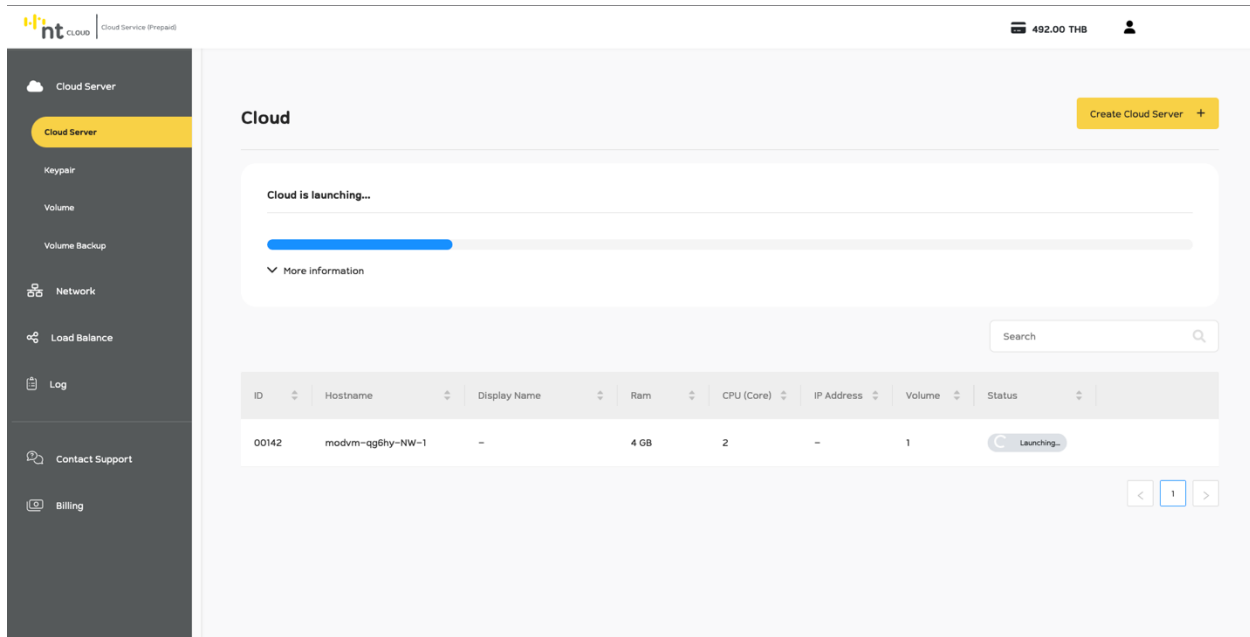 nt CLOUD Cloud Service (Prepaid)
492.00 THB
Cloud Server
Cloud Server
Keypair
Volume
Volume Backup
Network
Load Balance
Log
Contact Support
Billing
Cloud
Create Cloud Server +
Cloud is launching...
More information
Search
ID Hostname Display Name Ram CPU (Core) IP Address Volume Status
00142 modvm-qg6hy-NW-1 - 4 GB 2 - 1 Launching...
< 1 >